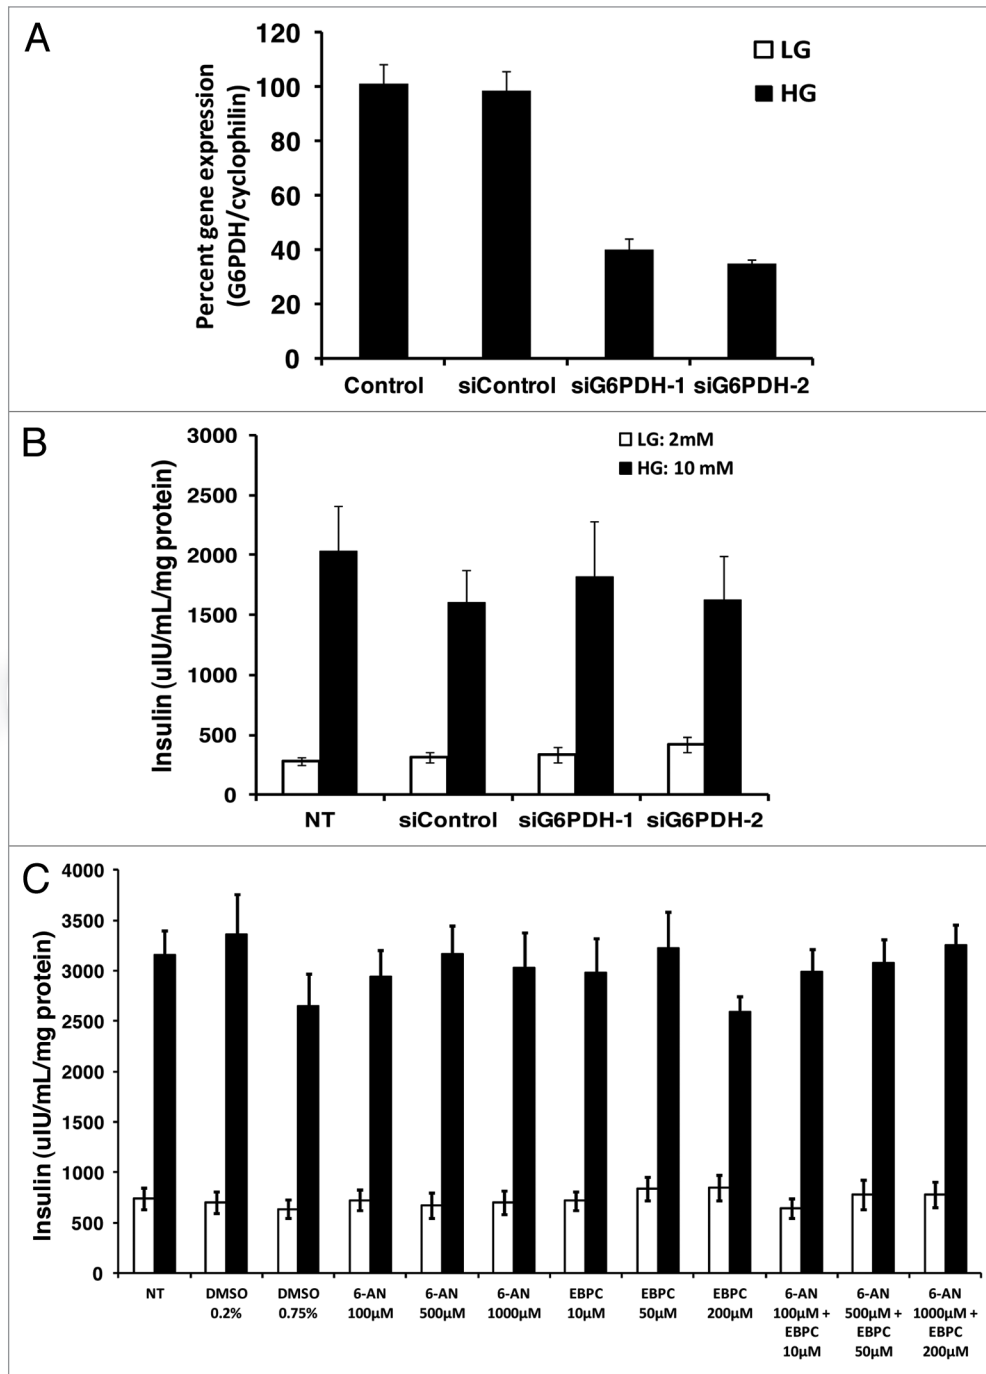 A
Percent gene expression
(G6PDH/cyclophilin)
120
100
80
60
40
20
0
LG
HG
Control siControl siG6PDH-1 siG6PDH-2
B
Insulin (uIU/mL/mg protein)
3000
2500
2000
1500
1000
500
0
LG: 2mM
HG: 10 mM
NT siControl siG6PDH-1 siG6PDH-2
C
Insulin (uIU/mL/mg protein)
4000
3500
3000
2500
2000
1500
1000
500
0
NT
DMSO
0.2%
DMSO
0.75%
6-AN
100μM
6-AN
500μM
6-AN
1000μM
EBPC
10μM
EBPC
50μM
EBPC
200μM
6-AN
100μM +
EBPC
10μM
6-AN
500μM +
EBPC
50μM
6-AN
1000μM +
EBPC
200μM